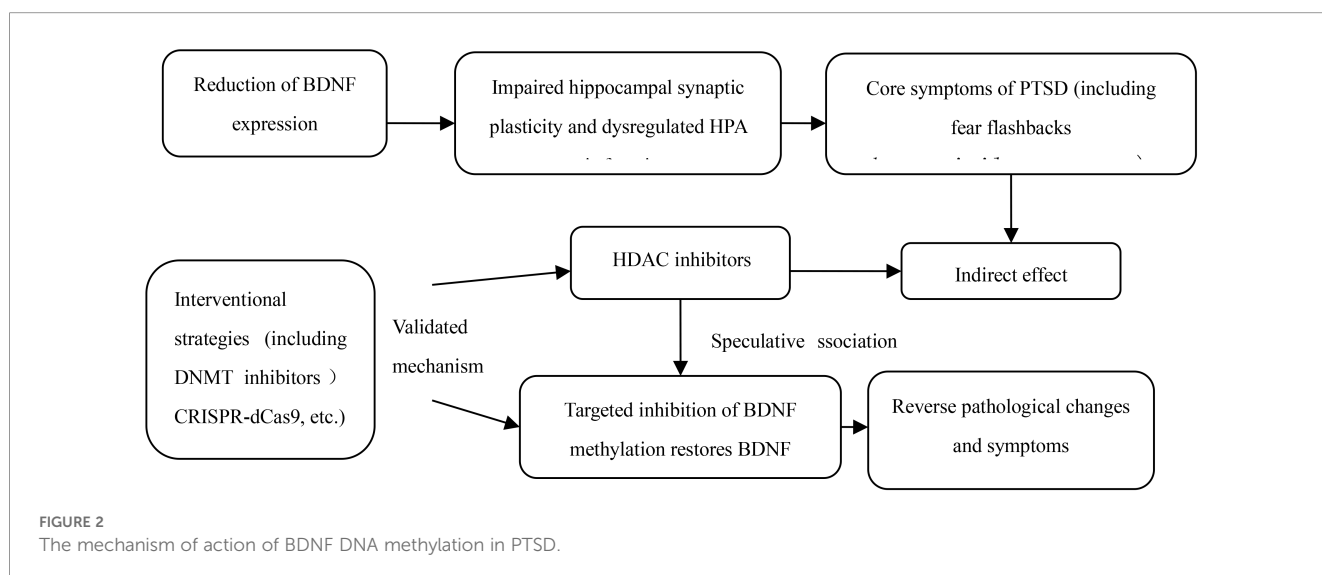 Reduction of BDNF
expression
Impaired hippocampal synaptic
plasticity and dysregulated HPA
Core symptoms of PTSD (including
fear flashbacks
HDAC inhibitors
Indirect effect
Interventional
strategies (including
DNMT inhibitors )
CRISPR-dCas9, etc.)
Validated
mechanism
Speculative ssociation
Targeted inhibition of BDNF
methylation restores BDNF
Reverse pathological changes
and symptoms
FIGURE 2
The mechanism of action of BDNF DNA methylation in PTSD.